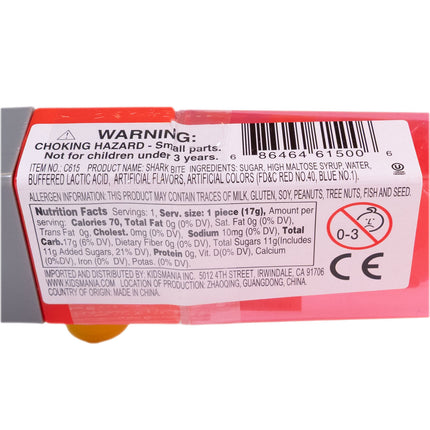 WARNING:
CHOKING HAZARD - Small parts.
Not for children under 3 years.
6 86464 61500 6
ITEM NO.: C615 PRODUCT NAME: SHARK BITE INGREDIENTS: SUGAR, HIGH MALTOSE SYRUP, WATER,
BUFFERED LACTIC ACID, ARTIFICIAL FLAVORS, ARTIFICIAL COLORS (FD&C RED NO.40, BLUE NO.1).
ALLERGEN INFORMATION: THIS PRODUCT MAY CONTAIN TRACES OF MILK, GLUTEN, SOY, PEANUTS, TREE NUTS, FISH AND SEED.
Nutrition Facts Servings: 1, Serv. size: 1 piece (17g), Amount per
serving: Calories 70, Total Fat 0g (0% DV), Sat. Fat 0g (0% DV),
Trans Fat 0g, Cholest. 0mg (0% DV), Sodium 10mg (0% DV), Total
Carb.17g (6% DV), Dietary Fiber 0g (0% DV), Total Sugars 11g(Includes
11g Added Sugars, 21% DV), Protein 0g, Vit. D(0% DV), Calcium
(0% DV), Iron (0% DV), Potas. (0% DV).
0-3
CE
IMPORTED AND DISTRIBUTED BY: KIDSMANIA INC. 5012 4TH STREET, IRWINDALE, CA 91706
WWW.KIDSMANIA.COM LOCATION OF PRODUCTION: ZHAOQING, GUANGDONG, CHINA.
COUNTRY OF ORIGIN: MADE IN CHINA.